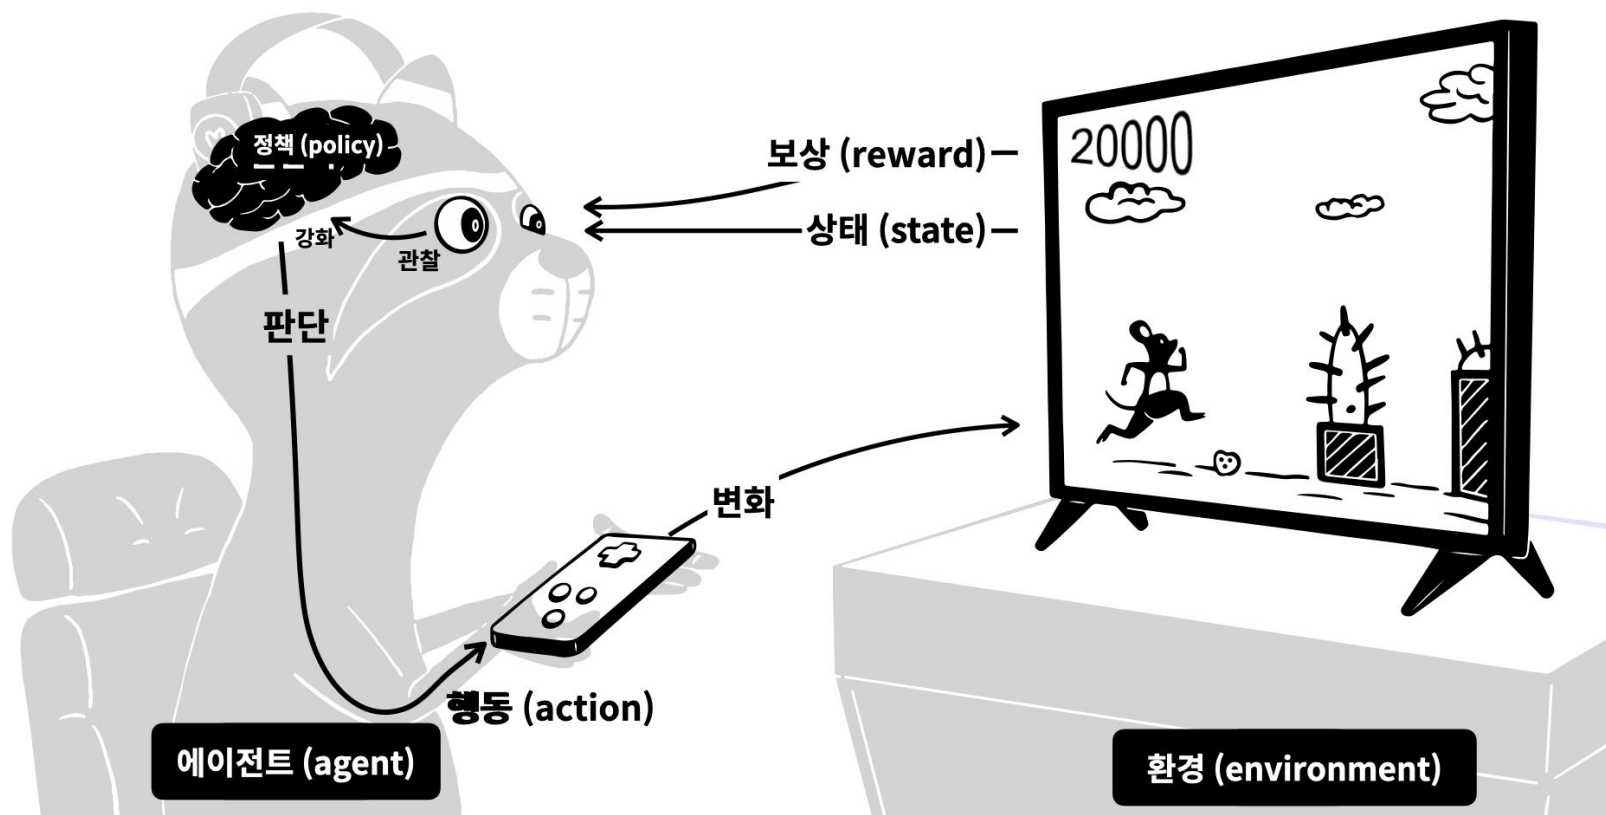 정책 (policy)
강화
관찰
판단
보상 (reward)
상태 (state)
20000
변화
행동 (action)
에이전트 (agent)
환경 (environment)